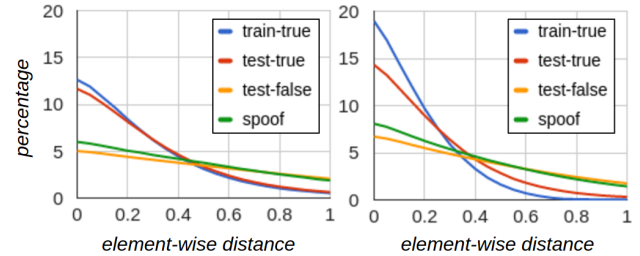 20
15
10
5
0
percentage
train-true
test-true
test-false
spoof
0 0.2 0.4 0.6 0.8 1
element-wise distance
20
15
10
5
0
train-true
test-true
test-false
spoof
0 0.2 0.4 0.6 0.8 1
element-wise distance